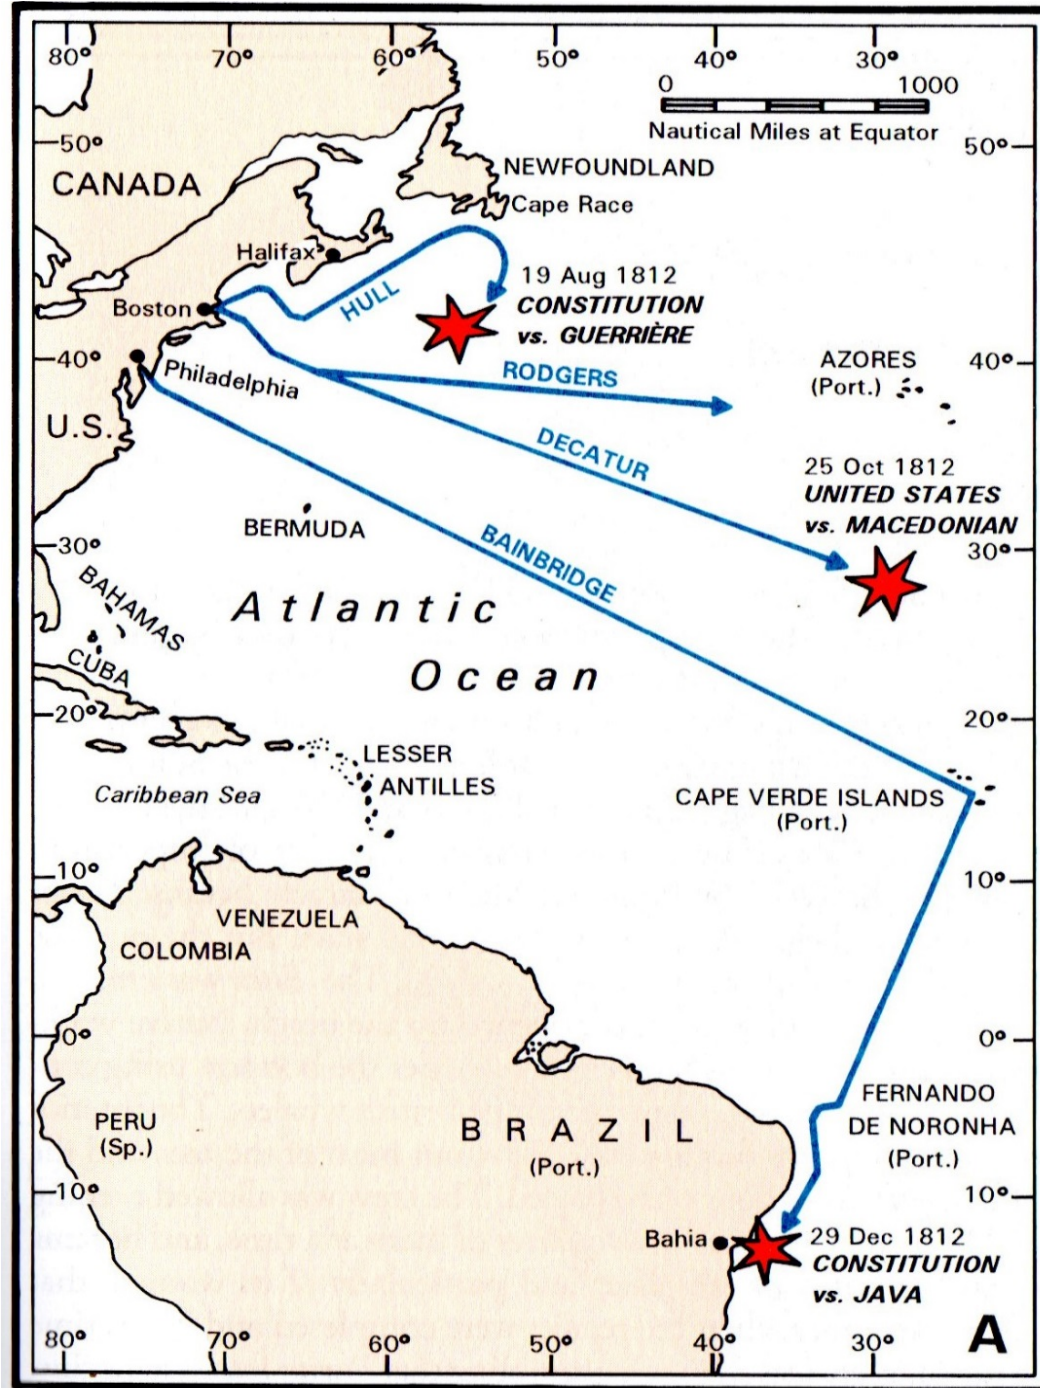 80° 70° 60° 50° 40° 30°
0 1000
Nautical Miles at Equator
50° 50°
CANADA
NEWFOUNDLAND
Cape Race
Halifax
HULL
19 Aug 1812
CONSTITUTION
vs. GUERRIÈRE
Boston
40° 40°
Philadelphia
RODGERS
AZORES
(Port.)
U.S.
DECATUR
25 Oct 1812
UNITED STATES
vs. MACEDONIAN
BERMUDA
BAINBRIDGE
30° 30°
BAHAMAS
Atlantic
Ocean
CUBA
20° 20°
LESSER
ANTILLES
Caribbean Sea
CAPE VERDE ISLANDS
(Port.)
10° 10°
VENEZUELA
COLOMBIA
0° 0°
PERU
(Sp.)
BRAZIL
(Port.)
FERNANDO
DE NORONHA
(Port.)
10° 10°
Bahia
29 Dec 1812
CONSTITUTION
vs. JAVA
A
80° 70° 60° 50° 40° 30°